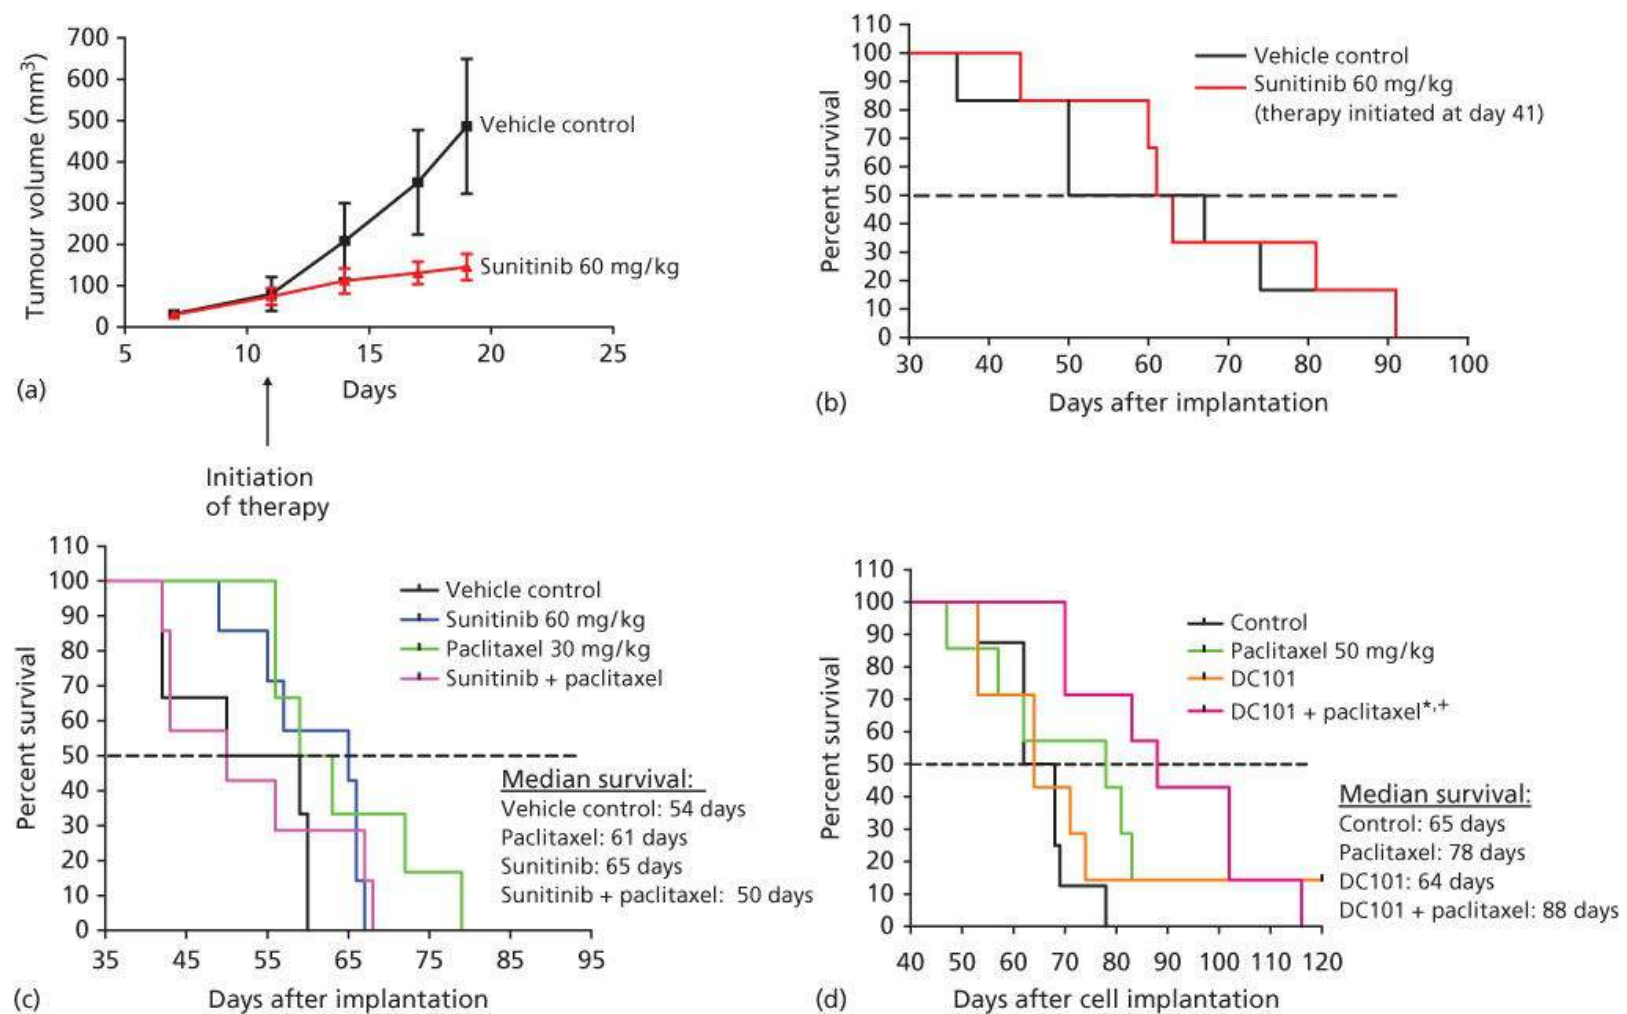 700
600
500
400
300
200
100
0
Tumour volume (mm³)
Vehicle control
Sunitinib 60 mg/kg
5 10 15 20 25
Days
(a)
Initiation
of therapy
110
100
90
80
70
60
50
40
30
20
10
0
Percent survival
Vehicle control
Sunitinib 60 mg/kg
(therapy initiated at day 41)
30 40 50 60 70 80 90 100
Days after implantation
(b)
110
100
90
80
70
60
50
40
30
20
10
0
Percent survival
Vehicle control
Sunitinib 60 mg/kg
Paclitaxel 30 mg/kg
Sunitinib + paclitaxel
Median survival:
Vehicle control: 54 days
Paclitaxel: 61 days
Sunitinib: 65 days
Sunitinib + paclitaxel: 50 days
35 45 55 65 75 85 95
Days after implantation
(c)
110
100
90
80
70
60
50
40
30
20
10
0
Percent survival
Control
Paclitaxel 50 mg/kg
DC101
DC101 + paclitaxel*,+
Median survival:
Control: 65 days
Paclitaxel: 78 days
DC101: 64 days
DC101 + paclitaxel: 88 days
40 50 60 70 80 90 100 110 120
Days after cell implantation
(d)